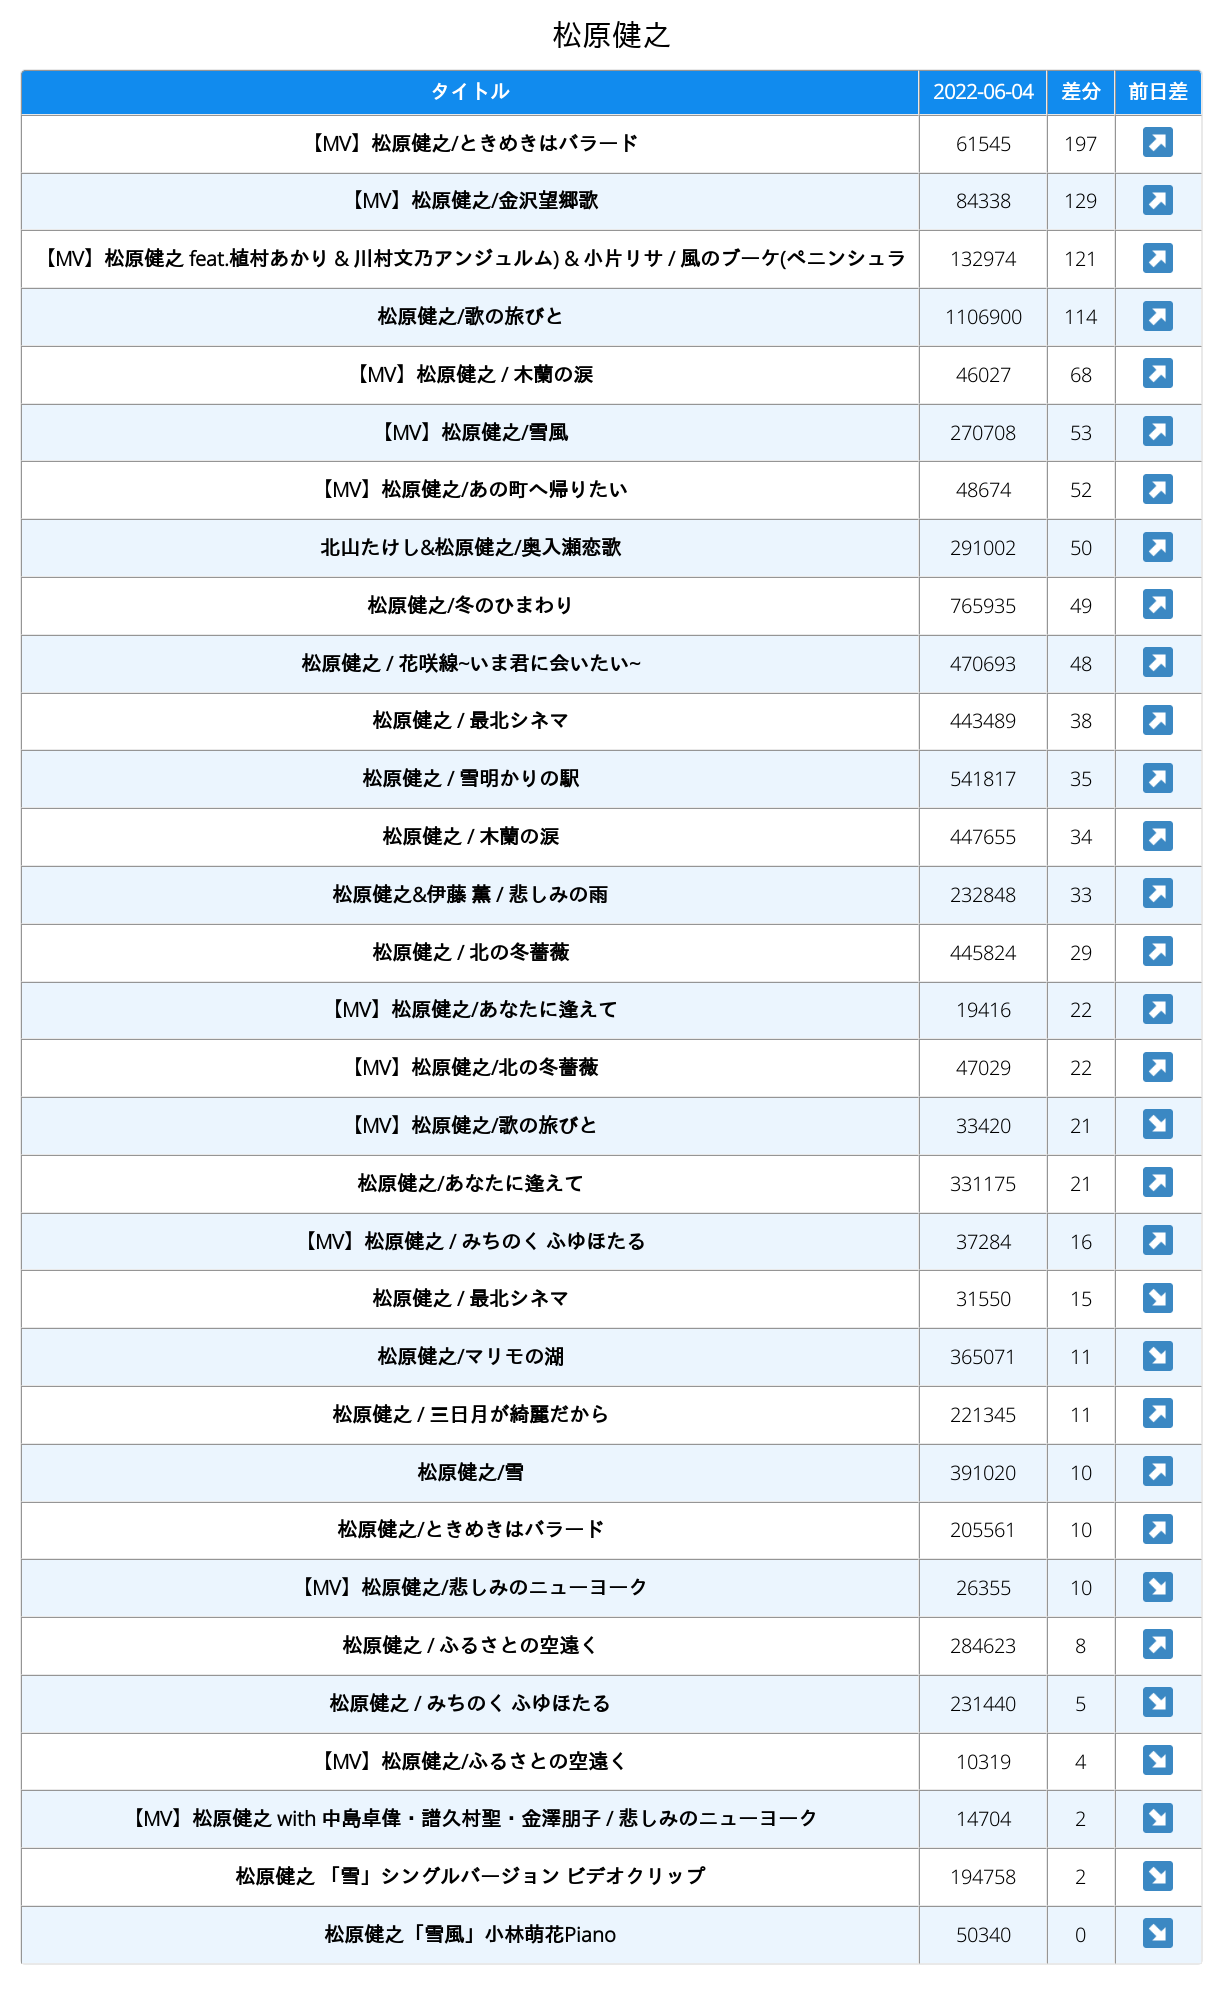 松原健之
タイトル 2022-06-04 差分 前日差
【MV】松原健之/ときめきはバラード 61545 197
【MV】松原健之/金沢望郷歌 84338 129
【MV】松原健之 feat.植村あかり & 川村文乃アンジュルム) & 小片リサ / 風のブーケ(ペニンシュラ 132974 121
松原健之/歌の旅びと 1106900 114
【MV】松原健之 / 木蘭の涙 46027 68
【MV】松原健之/雪風 270708 53
【MV】松原健之/あの町へ帰りたい 48674 52
北山たけし&松原健之/奥入瀬恋歌 291002 50
松原健之/冬のひまわり 765935 49
松原健之 / 花咲線~いま君に会いたい~ 470693 48
松原健之 / 最北シネマ 443489 38
松原健之 / 雪明かりの駅 541817 35
松原健之 / 木蘭の涙 447655 34
松原健之&伊藤 薫 / 悲しみの雨 232848 33
松原健之 / 北の冬薔薇 445824 29
【MV】松原健之/あなたに逢えて 19416 22
【MV】松原健之/北の冬薔薇 47029 22
【MV】松原健之/歌の旅びと 33420 21
松原健之/あなたに逢えて 331175 21
【MV】松原健之 / みちのく ふゆほたる 37284 16
松原健之 / 最北シネマ 31550 15
松原健之/マリモの湖 365071 11
松原健之 / 三日月が綺麗だから 221345 11
松原健之/雪 391020 10
松原健之/ときめきはバラード 205561 10
【MV】松原健之/悲しみのニューヨーク 26355 10
松原健之 / ふるさとの空遠く 284623 8
松原健之 / みちのく ふゆほたる 231440 5
【MV】松原健之/ふるさとの空遠く 10319 4
【MV】松原健之 with 中島卓偉・譜久村聖・金澤朋子 / 悲しみのニューヨーク 14704 2
松原健之 「雪」シングルバージョン ビデオクリップ 194758 2
松原健之「雪風」小林萌花Piano 50340 0